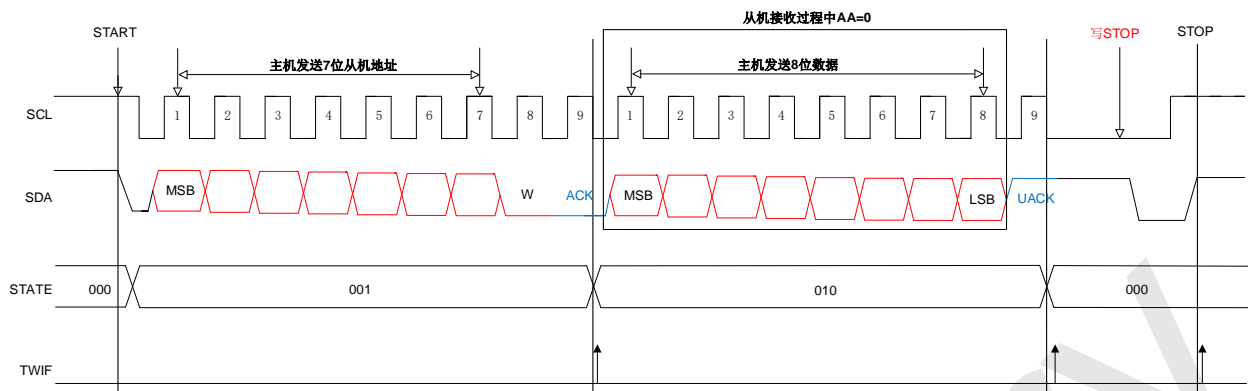 从机接收过程中AA=0
START
写STOP
STOP
主机发送7位从机地址
主机发送8位数据
SCL
1 2 3 4 5 6 7 8 9 1 2 3 4 5 6 7 8 9
SDA
MSB W ACK MSB LSB UACK
STATE
000 001 010 000
TWIF